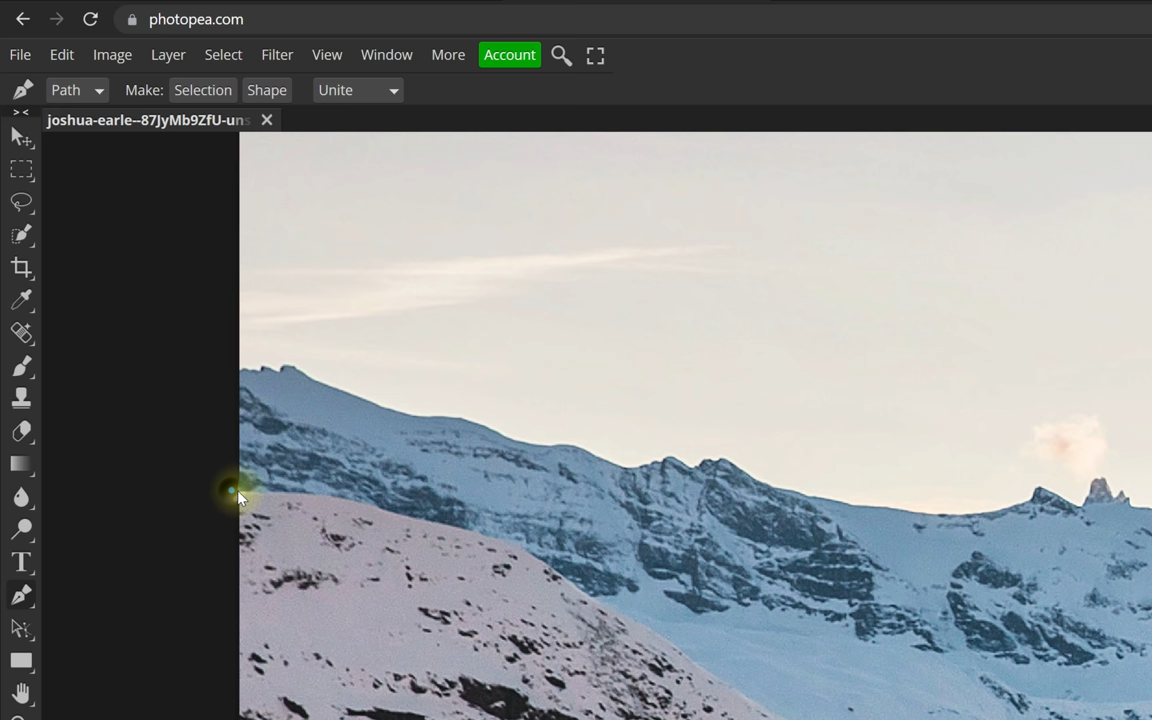 photopea.com
File Edit Image Layer Select Filter View Window More Account
Path Make: Selection Shape Unite
joshua-earle--87JyMb9ZfU-uns